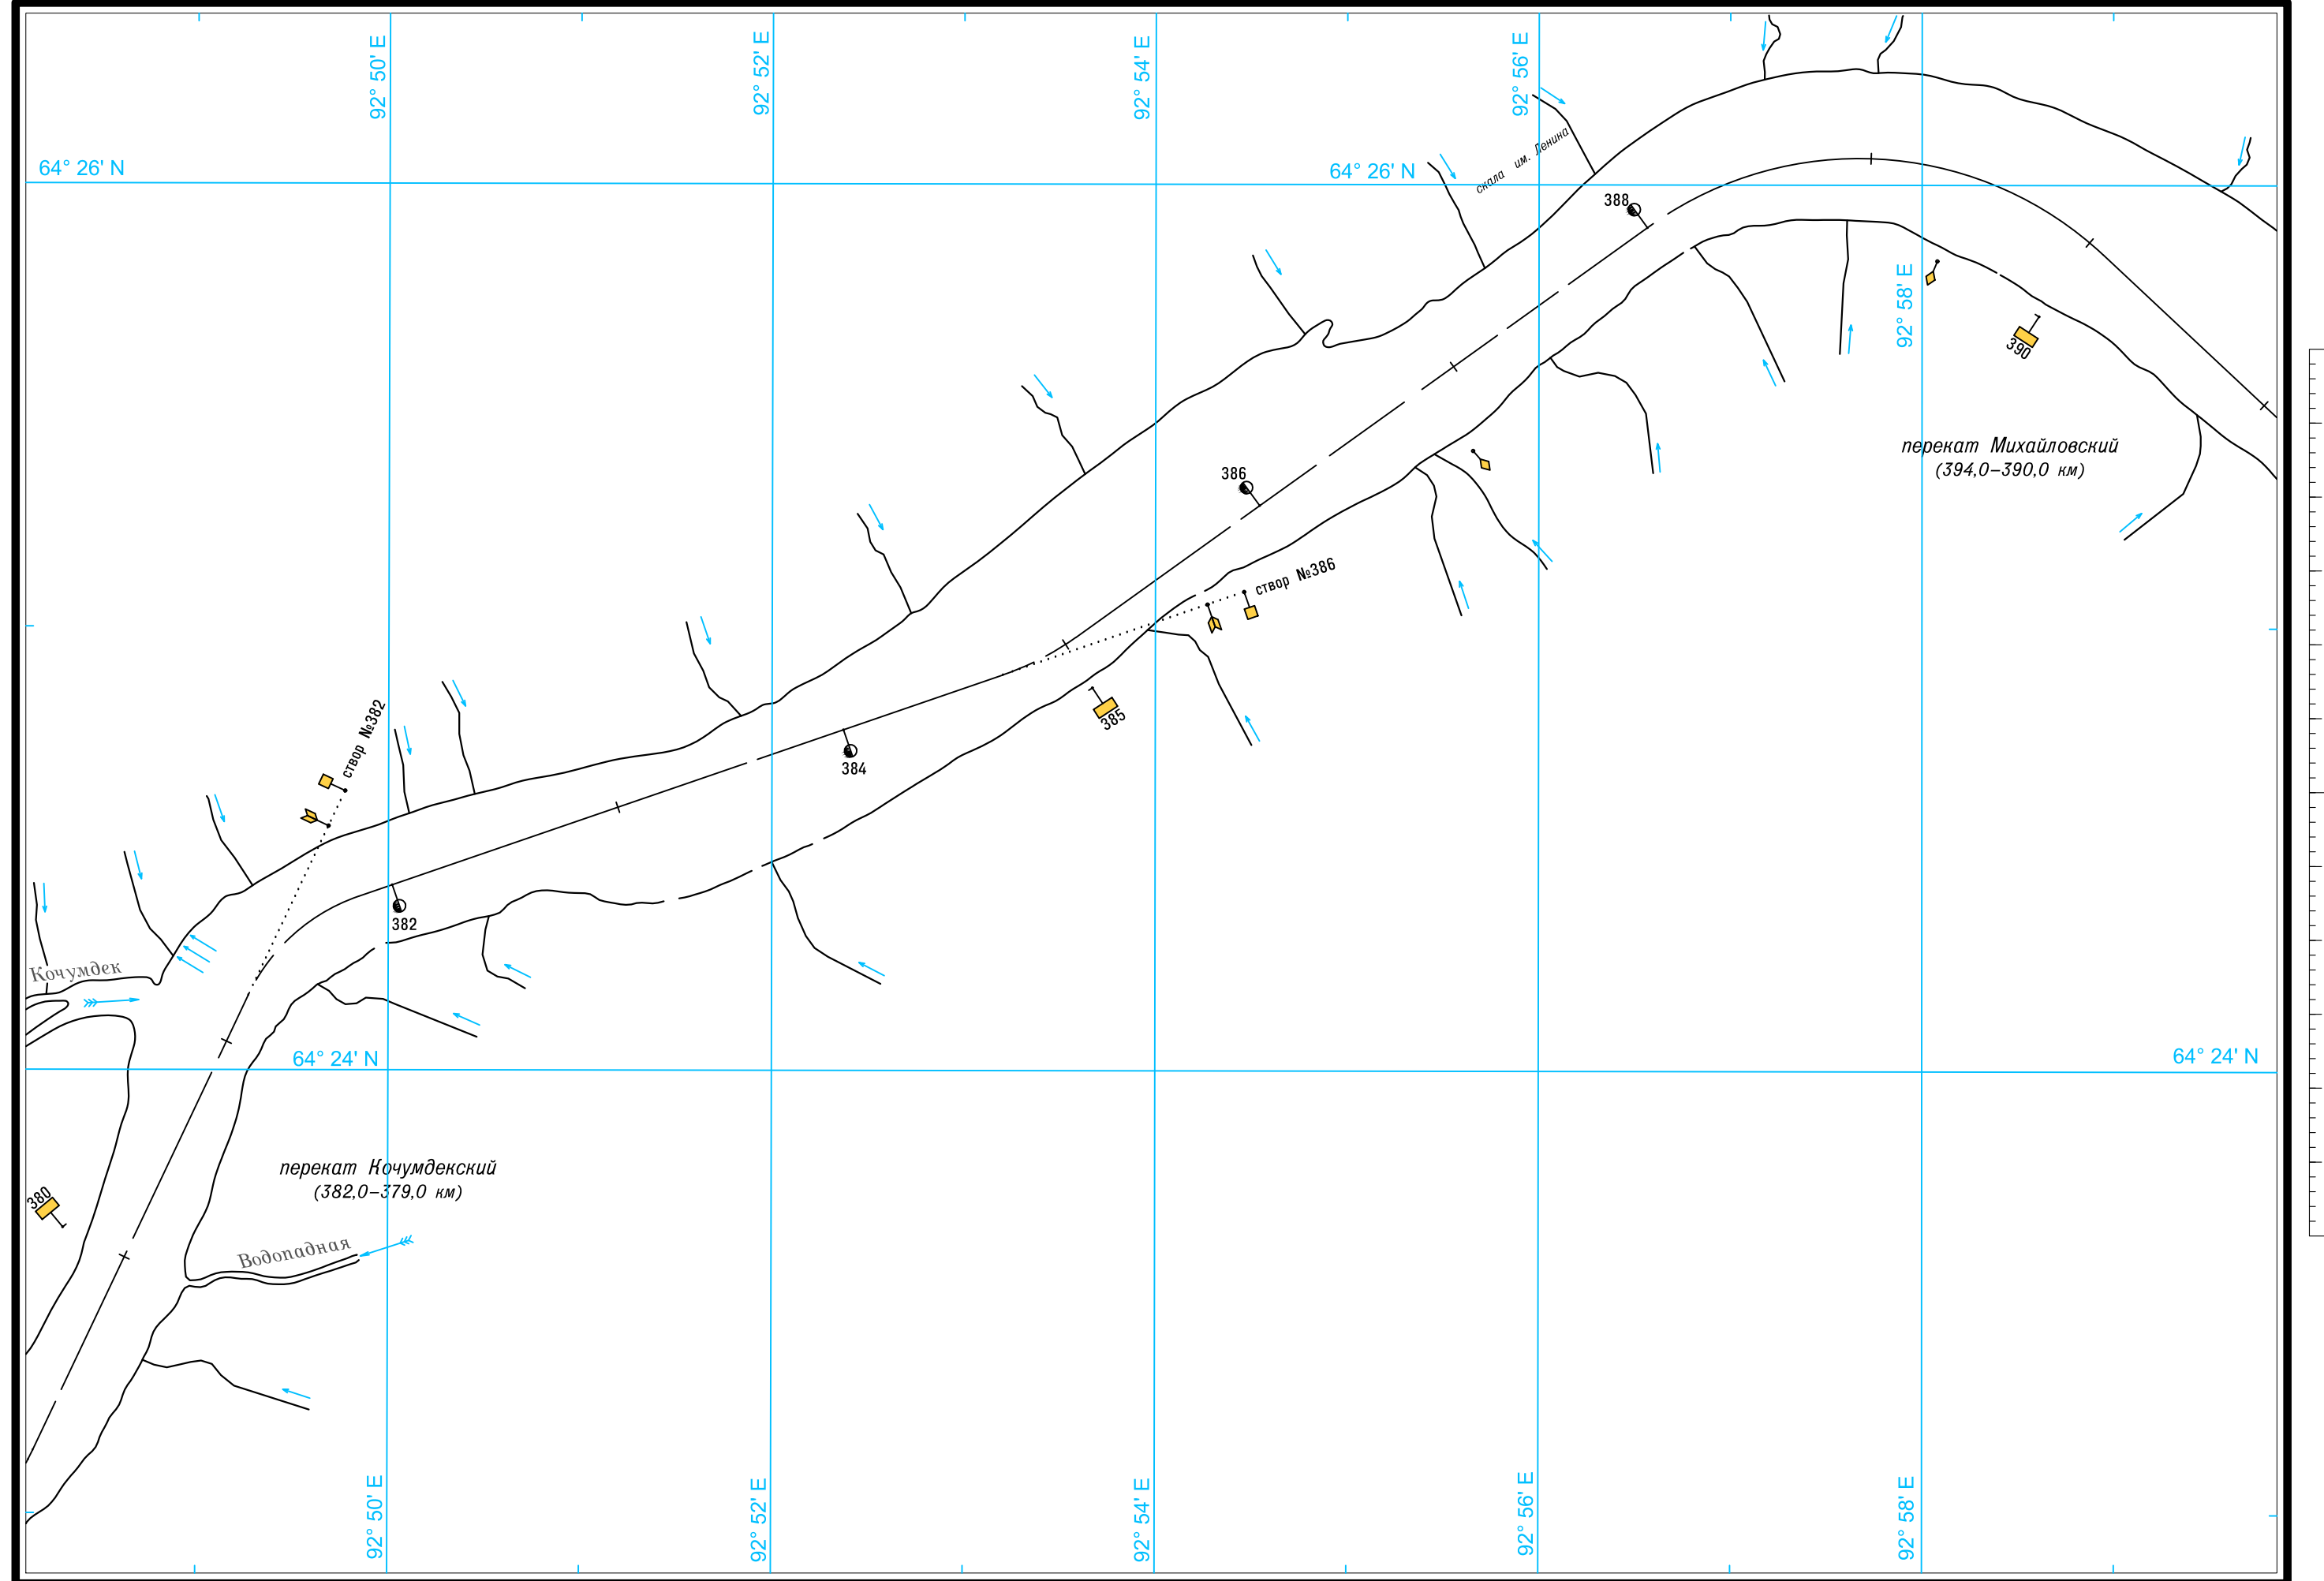 92° 50' E
92° 52' E
92° 54' E
92° 56' E
64° 26' N
64° 26' N
скала им. Ленина
388
92° 58' E
390
перекат Михайловский
(394,0–390,0 км)
386
створ №386
385
створ №382
384
382
Кочумдек
64° 24' N
64° 24' N
перекат Кочумдекский
(382,0–379,0 км)
380
Водопадная
92° 50' E
92° 52' E
92° 54' E
92° 56' E
92° 58' E